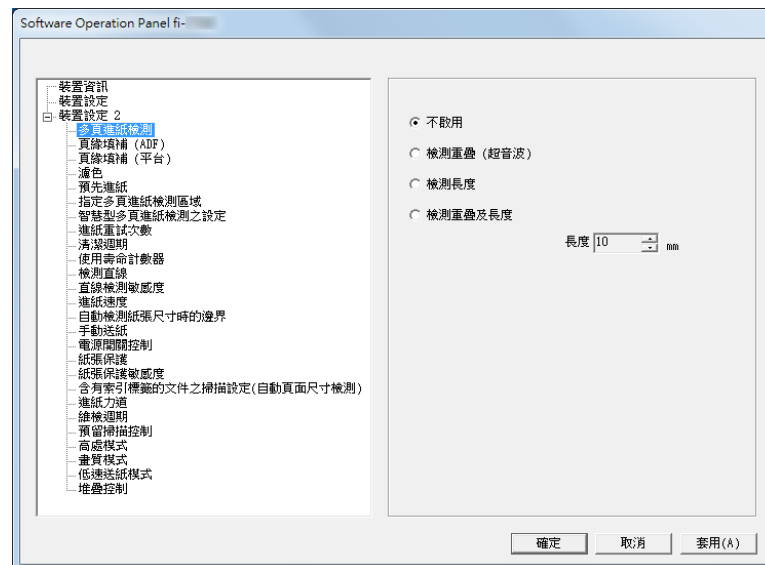 Software Operation Panel fi-
裝置資訊
裝置設定
裝置設定 2
多頁進紙檢測
頁緣填補 (ADF)
頁緣填補 (平台)
濾色
預先進紙
指定多頁進紙檢測區域
智慧型多頁進紙檢測之設定
進紙重試次數
清潔週期
使用壽命計數器
檢測直線
直線檢測敏感度
進紙速度
自動檢測紙張尺寸時的邊界
手動送紙
電源開關控制
紙張保護
紙張保護敏感度
含有索引標籤的文件之掃描設定(自動頁面尺寸檢測)
進紙力道
維檢週期
預留掃描控制
高處模式
畫質模式
低速送紙模式
堆疊控制
不啟用
檢測重疊 (超音波)
檢測長度
檢測重疊及長度
長度 10 mm
確定 取消 套用(A)